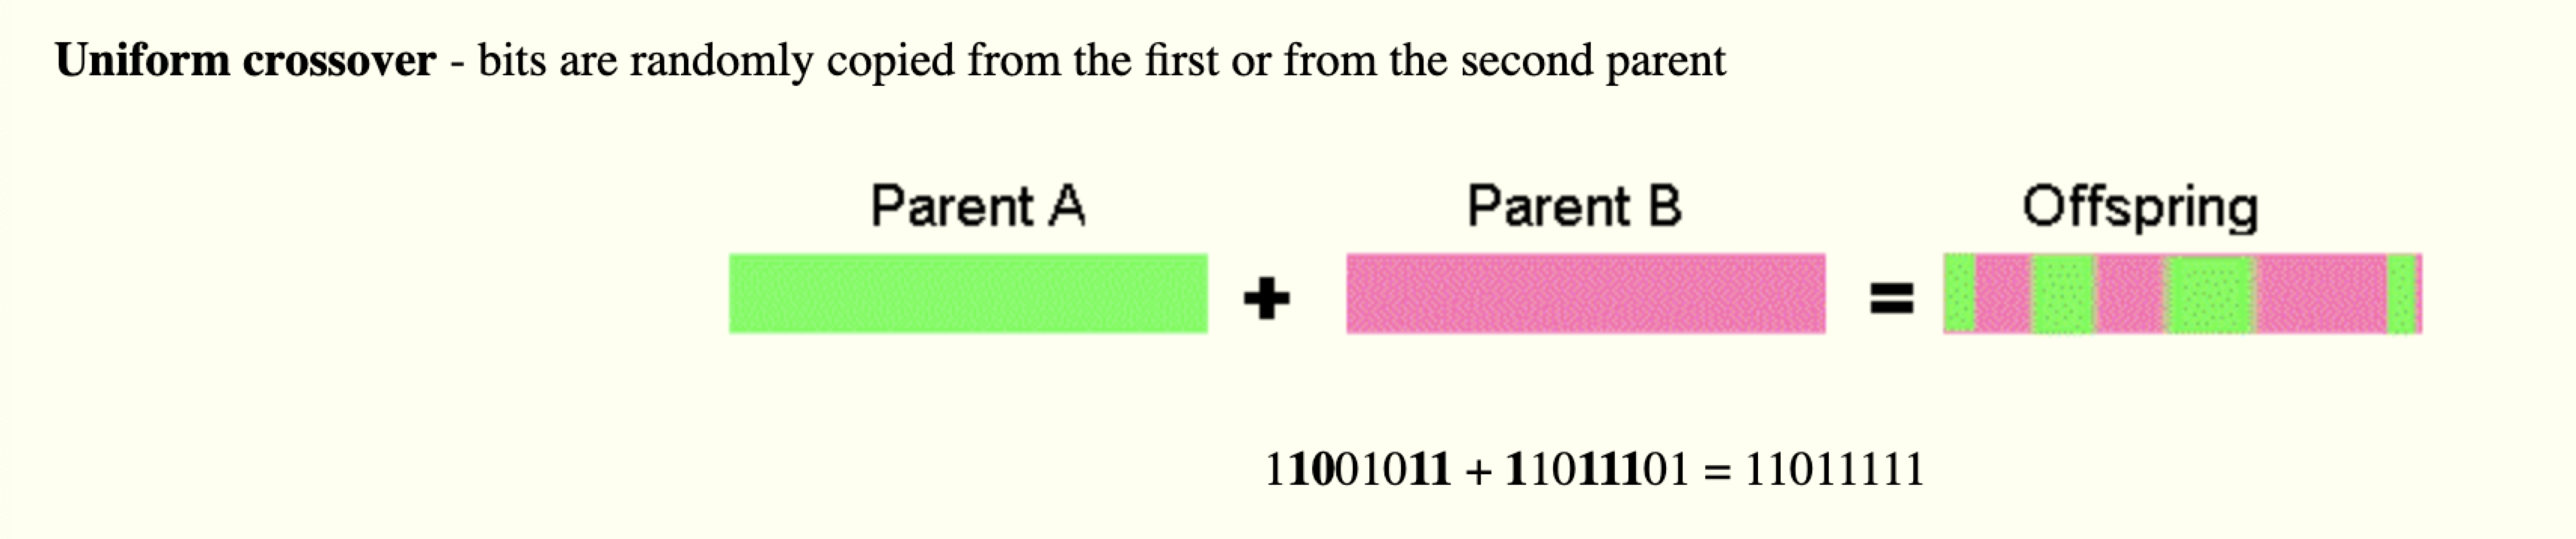 Uniform crossover - bits are randomly copied from the first or from the second parent
Parent A
Parent B
Offspring
+
=
11001011 + 11011101 = 11011111